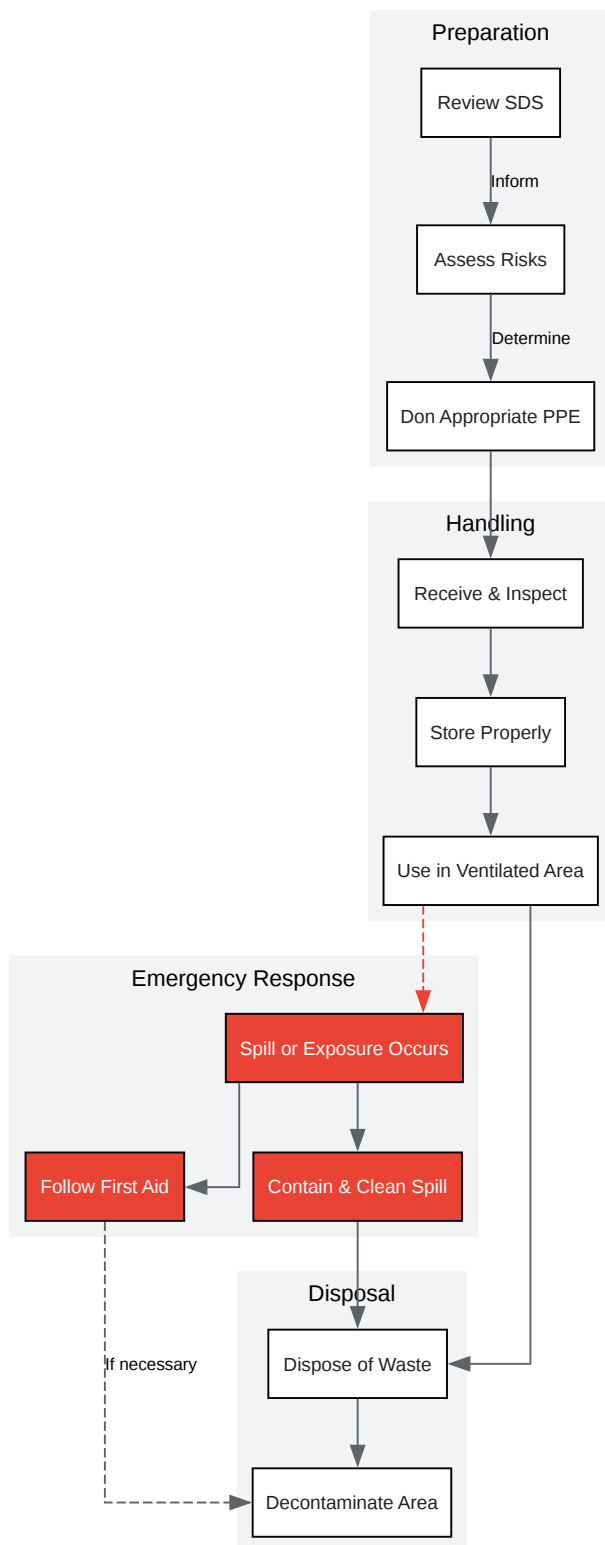 Preparation
Review SDS
Inform
Assess Risks
Determine
Don Appropriate PPE
Handling
Receive & Inspect
Store Properly
Use in Ventilated Area
Emergency Response
Spill or Exposure Occurs
Follow First Aid
Contain & Clean Spill
Disposal
If necessary
Dispose of Waste
Decontaminate Area